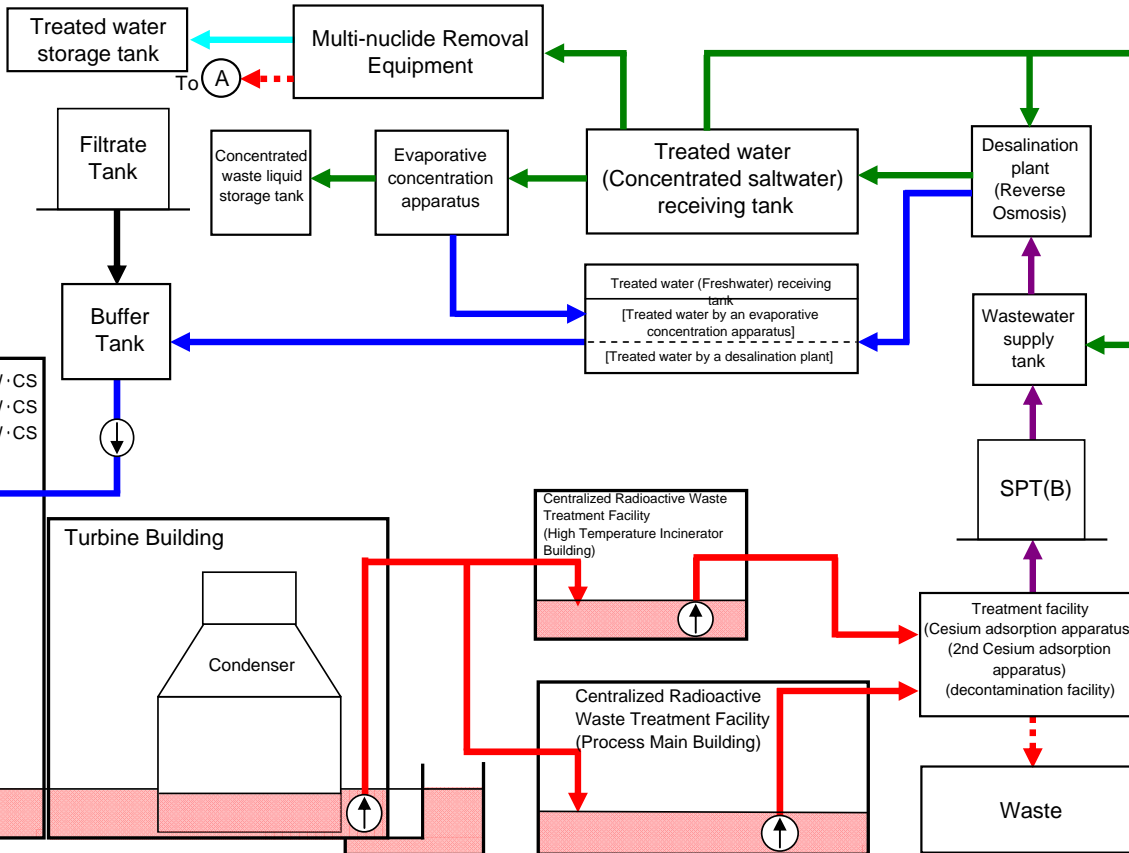 Treated water
storage tank
Multi-nuclide Removal
Equipment
To A
Filtrate
Tank
Concentrated
waste liquid
storage tank
Evaporative
concentration
apparatus
Treated water
(Concentrated saltwater)
receiving tank
Desalination
plant
(Reverse
Osmosis)
Treated water (Freshwater) receiving
tank
[Treated water by an evaporative
concentration apparatus]
[Treated water by a desalination plant]
Buffer
Tank
Wastewater
supply
tank
·CS
·CS
·CS
SPT(B)
Turbine Building
Condenser
Centralized Radioactive Waste
Treatment Facility
(High Temperature Incinerator
Building)
Centralized Radioactive
Waste Treatment Facility
(Process Main Building)
Treatment facility
(Cesium adsorption apparatus
(2nd Cesium adsorption
apparatus)
(decontamination facility)
Waste